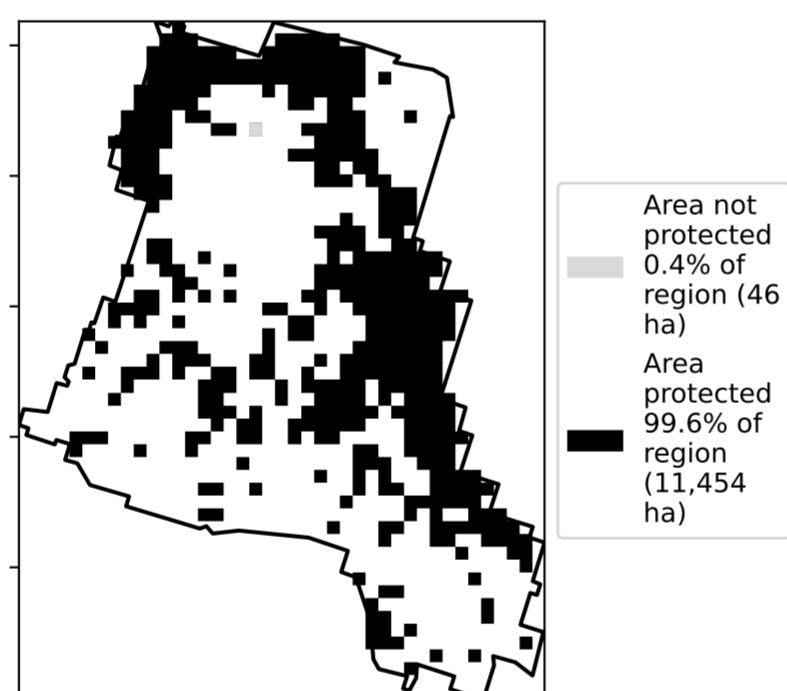 Area not
protected
0.4% of
region (46
ha)
Area
protected
99.6% of
region
(11,454
ha)